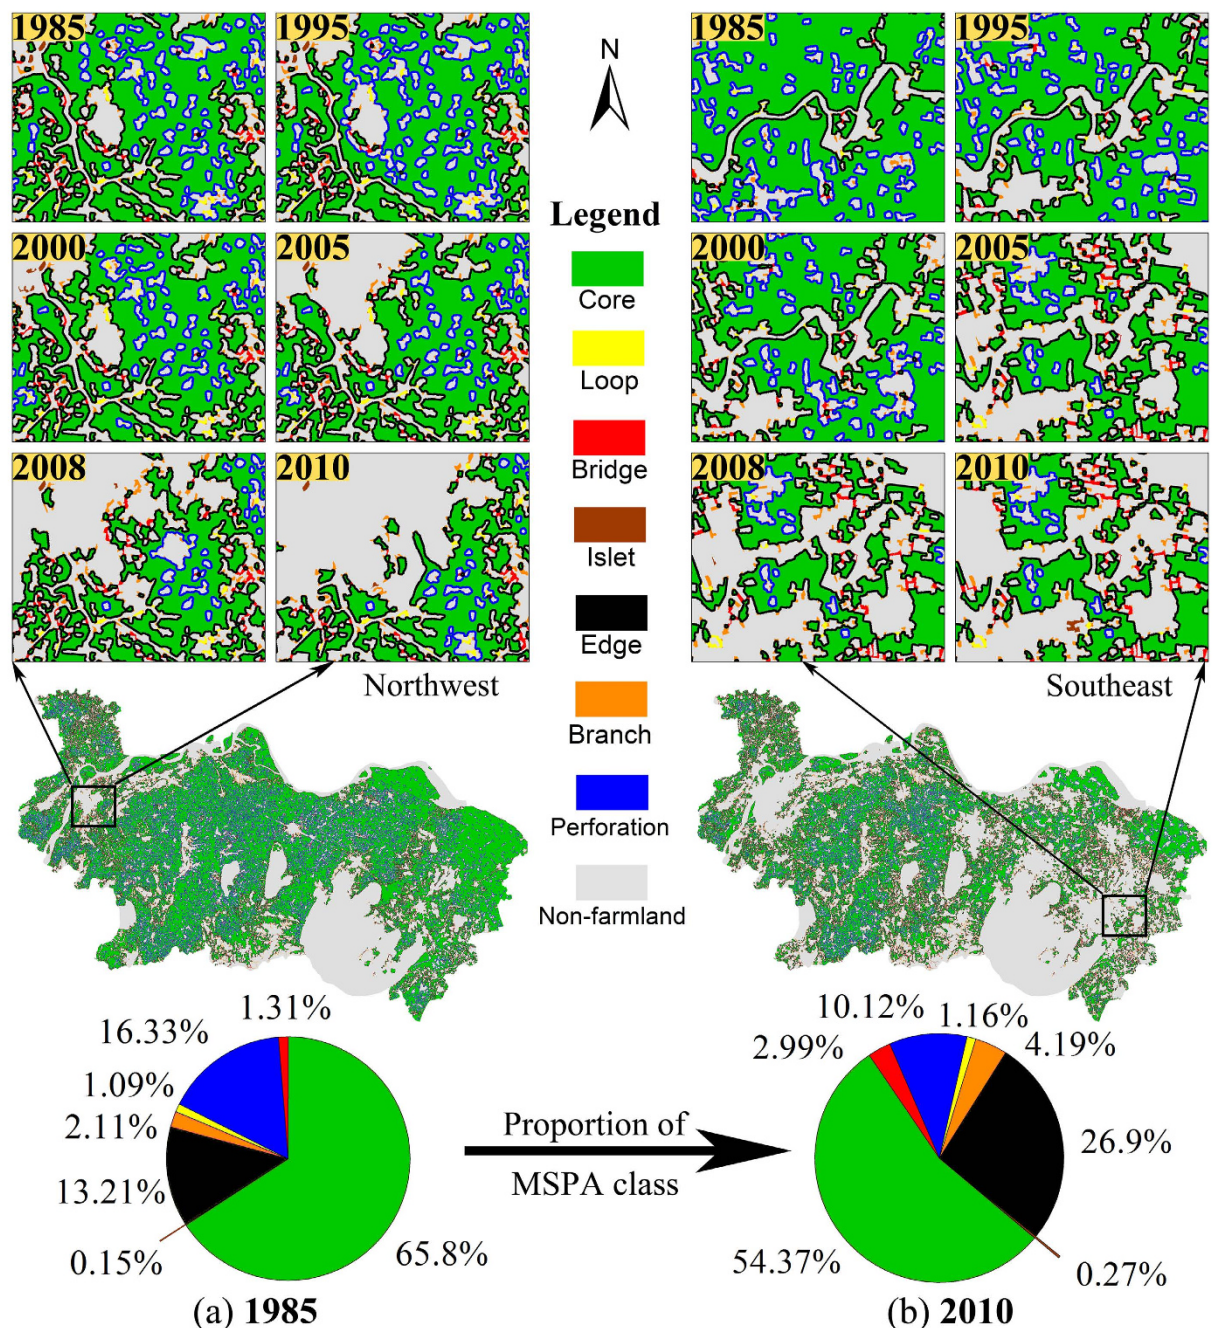 1985
1995
2000
2005
2008
2010
Northwest
N
Legend
Core
Loop
Bridge
Islet
Edge
Branch
Perforation
Non-farmland
1985
1995
2000
2005
2008
2010
Southeast
1.31%
16.33%
1.09%
2.11%
13.21%
0.15%
65.8%
(a) 1985
Proportion of
MSPA class
10.12%
1.16%
2.99%
4.19%
26.9%
54.37%
0.27%
(b) 2010